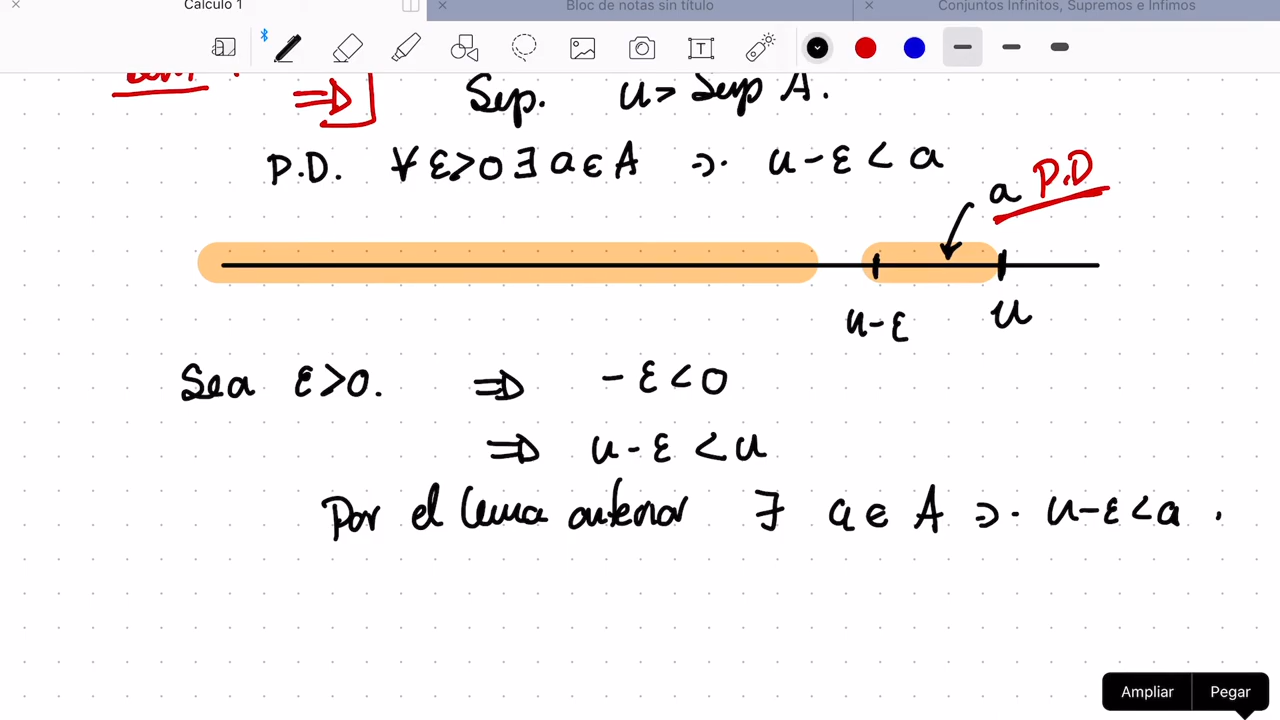 Calculo 1
Bloc de notas sin título
Conjuntos Infinitos, Supremos e Infimos
⇒] Sup. u = Sup A.
P.D. ∀ ε>0 ∃ a ∈ A ∋. u-ε < a
a P.D
u-ε u
Sea ε>0. ⇒ -ε<0
⇒ u-ε < u
Por el lema anterior ∃ a ∈ A ∋. u-ε<a .
Ampliar
Pegar